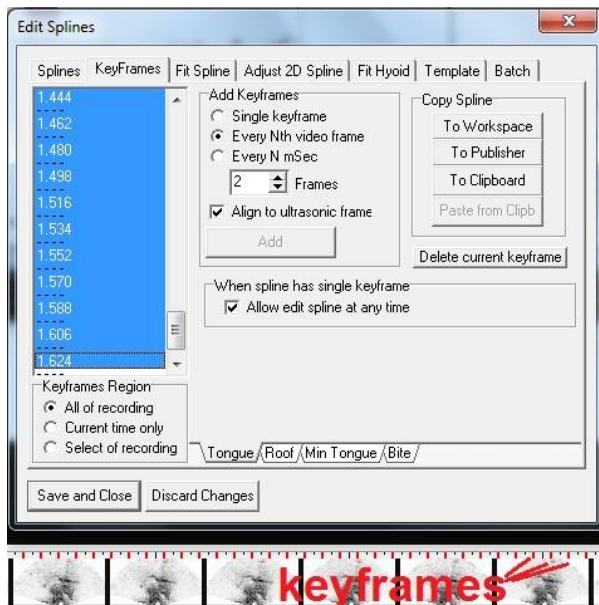 Edit Splines
Splines KeyFrames Fit Spline Adjust 2D Spline Fit Hyoid Template Batch
1.444
----
1.462
----
1.480
----
1.498
----
1.516
----
1.534
----
1.552
----
1.570
----
1.588
----
1.606
----
1.624
----
Keyframes Region
All of recording
Current time only
Select of recording
Add Keyframes
Single keyframe
Every Nth video frame
Every N mSec
2 Frames
Align to ultrasonic frame
Add
Copy Spline
To Workspace
To Publisher
To Clipboard
Paste from Clipb
Delete current keyframe
When spline has single keyframe
Allow edit spline at any time
Tongue Roof Min Tongue Bite
Save and Close Discard Changes
keyframes